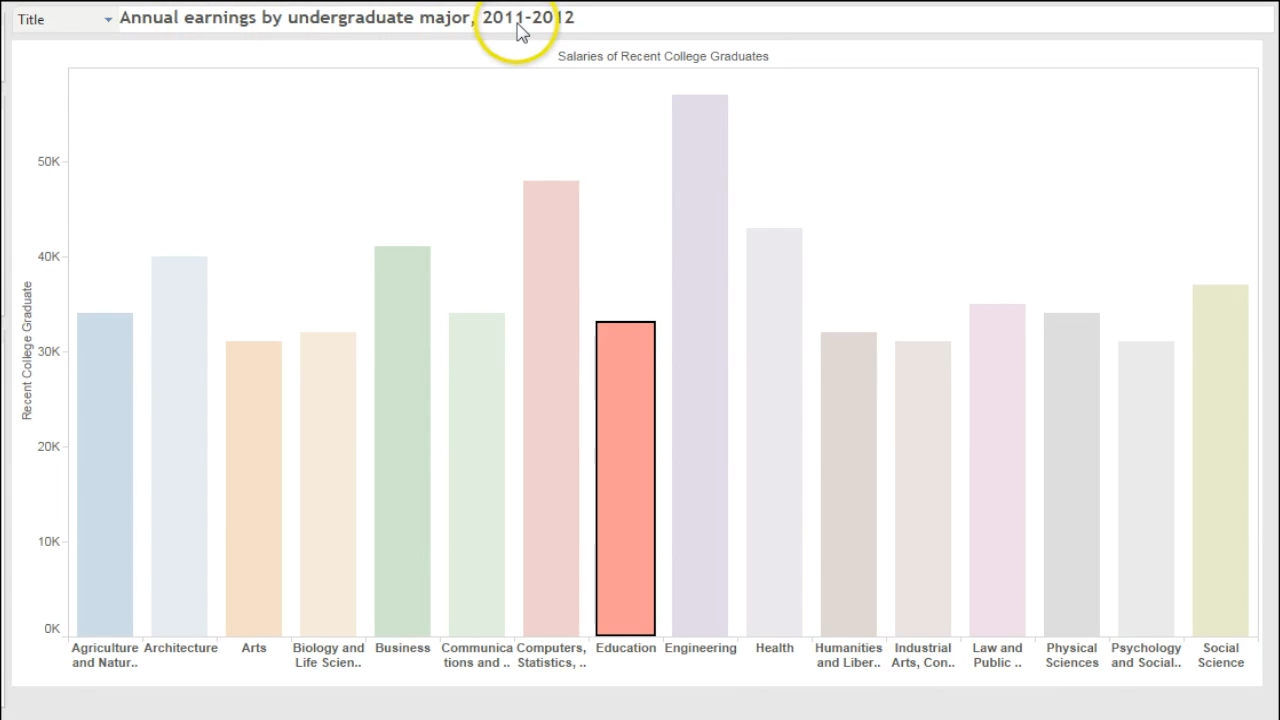 Title
Annual earnings by undergraduate major, 2011-2012
Salaries of Recent College Graduates
Recent College Graduate
50K
40K
30K
20K
10K
0K
Agriculture
and Natur..
Architecture
Arts
Biology and
Life Scien..
Business
Communica
tions and ..
Computers,
Statistics, ..
Education
Engineering
Health
Humanities
and Liber..
Industrial
Arts, Con..
Law and
Public ..
Physical
Sciences
Psychology
and Social..
Social
Science